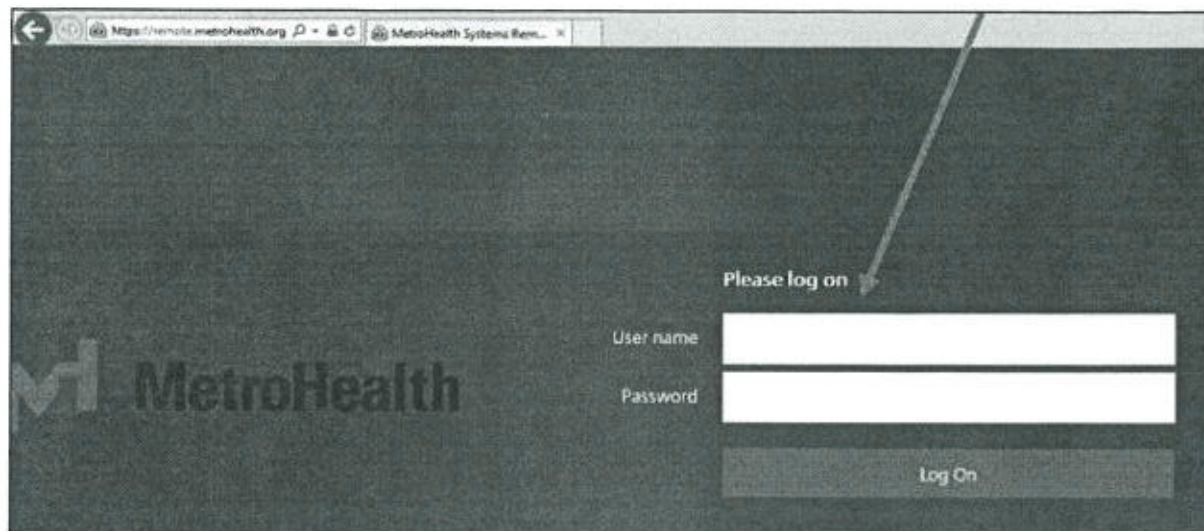 https://remote.metrohealth.org
MetroHealth Systems Rem...
Please log on
User name
Password
MetroHealth
Log On